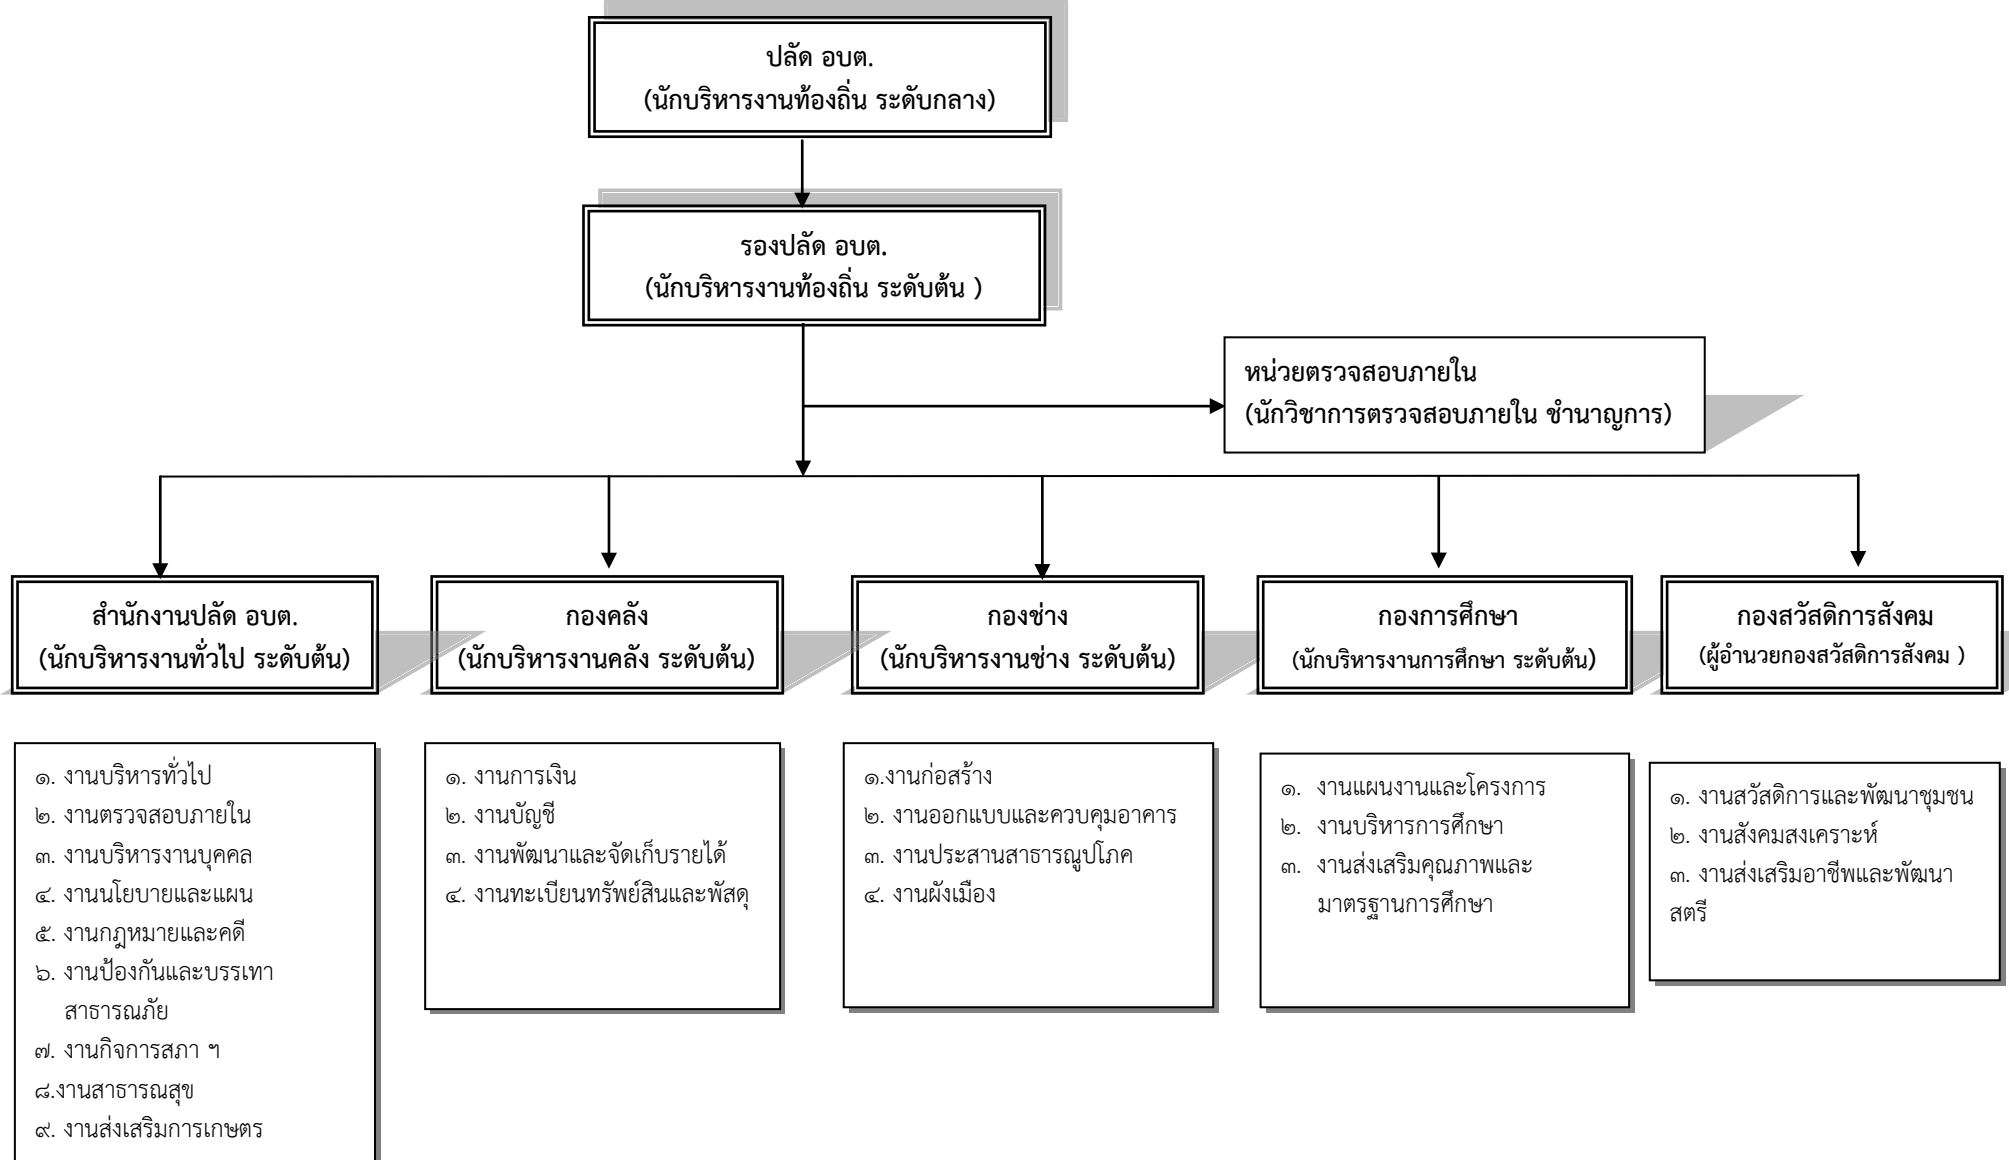 ปลัด อบต.
(นักบริหารงานท้องถิ่น ระดับกลาง)
รองปลัด อบต.
(นักบริหารงานท้องถิ่น ระดับต้น )
หน่วยตรวจสอบภายใน
(นักวิชาการตรวจสอบภายใน ชำนาญการ)
สำนักงานปลัด อบต.
(นักบริหารงานทั่วไป ระดับต้น)
กองคลัง
(นักบริหารงานคลัง ระดับต้น)
กองช่าง
(นักบริหารงานช่าง ระดับต้น)
กองการศึกษา
(นักบริหารงานการศึกษา ระดับต้น)
กองสวัสดิการสังคม
(ผู้อำนวยกองสวัสดิการสังคม )
๑. งานบริหารทั่วไป
๒. งานตรวจสอบภายใน
๓. งานบริหารงานบุคคล
๔. งานนโยบายและแผน
๕. งานกฎหมายและคดี
๖. งานป้องกันและบรรเทา
สาธารณภัย
๗. งานกิจการสภา ฯ
๘.งานสาธารณสุข
๙. งานส่งเสริมการเกษตร
๑. งานการเงิน
๒. งานบัญชี
๓. งานพัฒนาและจัดเก็บรายได้
๔. งานทะเบียนทรัพย์สินและพัสดุ
๑.งานก่อสร้าง
๒. งานออกแบบและควบคุมอาคาร
๓. งานประสานสาธารณูปโภค
๔. งานผังเมือง
๑. งานแผนงานและโครงการ
๒. งานบริหารการศึกษา
๓. งานส่งเสริมคุณภาพและ
มาตรฐานการศึกษา
๑. งานสวัสดิการและพัฒนาชุมชน
๒. งานสังคมสงเคราะห์
๓. งานส่งเสริมอาชีพและพัฒนา
สตรี